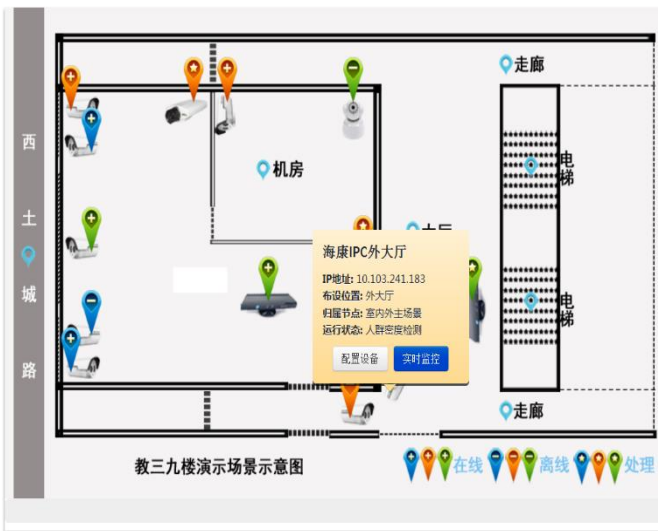 走廊
西
土
城
路
机房
电
梯
大厅
海康IPC外大厅
IP地址: 10.103.241.183
布设位置: 外大厅
归属节点: 室内外主场景
运行状态: 人群密度检测
配置设备 实时监控
电
梯
走廊
教三九楼演示场景示意图
在线 离线 处理